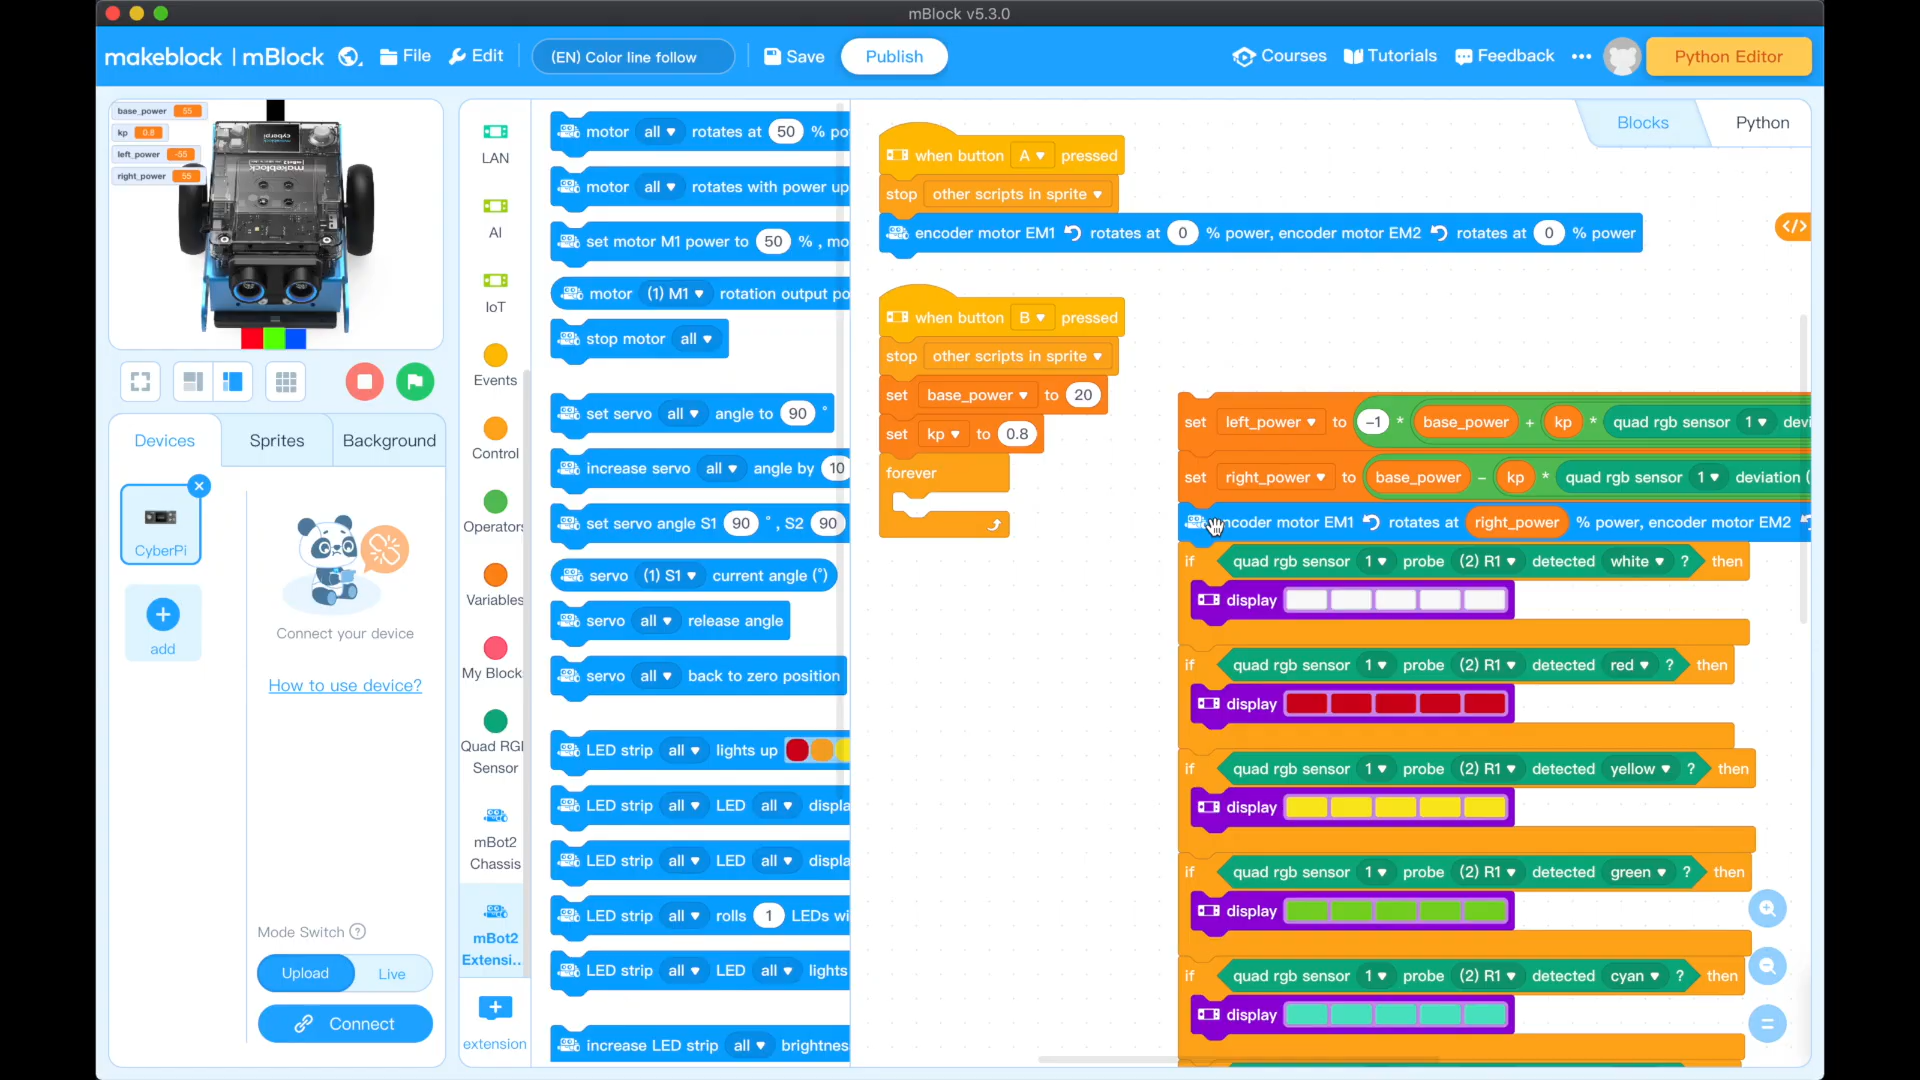 mBlock v5.3.0
makeblock | mBlock
File
Edit
(EN) Color line follow
Save
Publish
Courses
Tutorials
Feedback
Python Editor
base_power 55
kp 0.8
left_power -55
right_power 55
Devices
Sprites
Background
CyberPi
add
Connect your device
How to use device?
Mode Switch ?
Upload
Live
Connect
LAN
AI
IoT
Events
Control
Operators
Variables
My Block
Quad RGB
Sensor
mBot2
Chassis
mBot2
Extensi...
extension
motor all rotates at 50 % po
motor all rotates with power up
set motor M1 power to 50 % , mo
motor (1) M1 rotation output po
stop motor all
set servo all angle to 90 °
increase servo all angle by 10
set servo angle S1 90 ° , S2 90
servo (1) S1 current angle (°)
servo all release angle
servo all back to zero position
LED strip all lights up
LED strip all LED all displa
LED strip all LED all displa
LED strip all rolls 1 LEDs wi
LED strip all LED all lights
increase LED strip all brightnes
Blocks
Python
when button A pressed
stop other scripts in sprite
encoder motor EM1 rotates at 0 % power, encoder motor EM2 rotates at 0 % power
when button B pressed
stop other scripts in sprite
set base_power to 20
set kp to 0.8
forever
set left_power to -1 * base_power + kp * quad rgb sensor 1 devi
set right_power to base_power - kp * quad rgb sensor 1 deviation (
encoder motor EM1 rotates at right_power % power, encoder motor EM2
if quad rgb sensor 1 probe (2) R1 detected white ? then
display
if quad rgb sensor 1 probe (2) R1 detected red ? then
display
if quad rgb sensor 1 probe (2) R1 detected yellow ? then
display
if quad rgb sensor 1 probe (2) R1 detected green ? then
display
if quad rgb sensor 1 probe (2) R1 detected cyan ? then
display